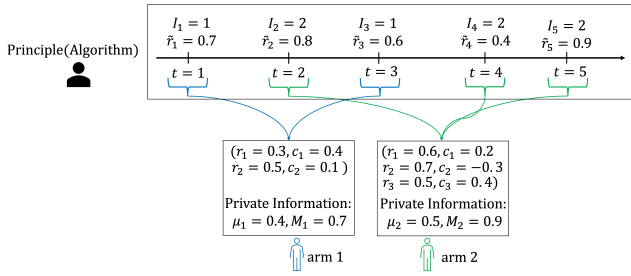 I₁ = 1 I₂ = 2 I₃ = 1 I₄ = 2 I₅ = 2
r̃₁ = 0.7 r̃₂ = 0.8 r̃₃ = 0.6 r̃₄ = 0.4 r̃₅ = 0.9
Principle(Algorithm)
t = 1 t = 2 t = 3 t = 4 t = 5
(r₁ = 0.3, c₁ = 0.4
r₂ = 0.5, c₂ = 0.1 )
Private Information:
μ₁ = 0.4, M₁ = 0.7
arm 1
(r₁ = 0.6, c₁ = 0.2
r₂ = 0.7, c₂ = −0.3
r₃ = 0.5, c₃ = 0.4)
Private Information:
μ₂ = 0.5, M₂ = 0.9
arm 2